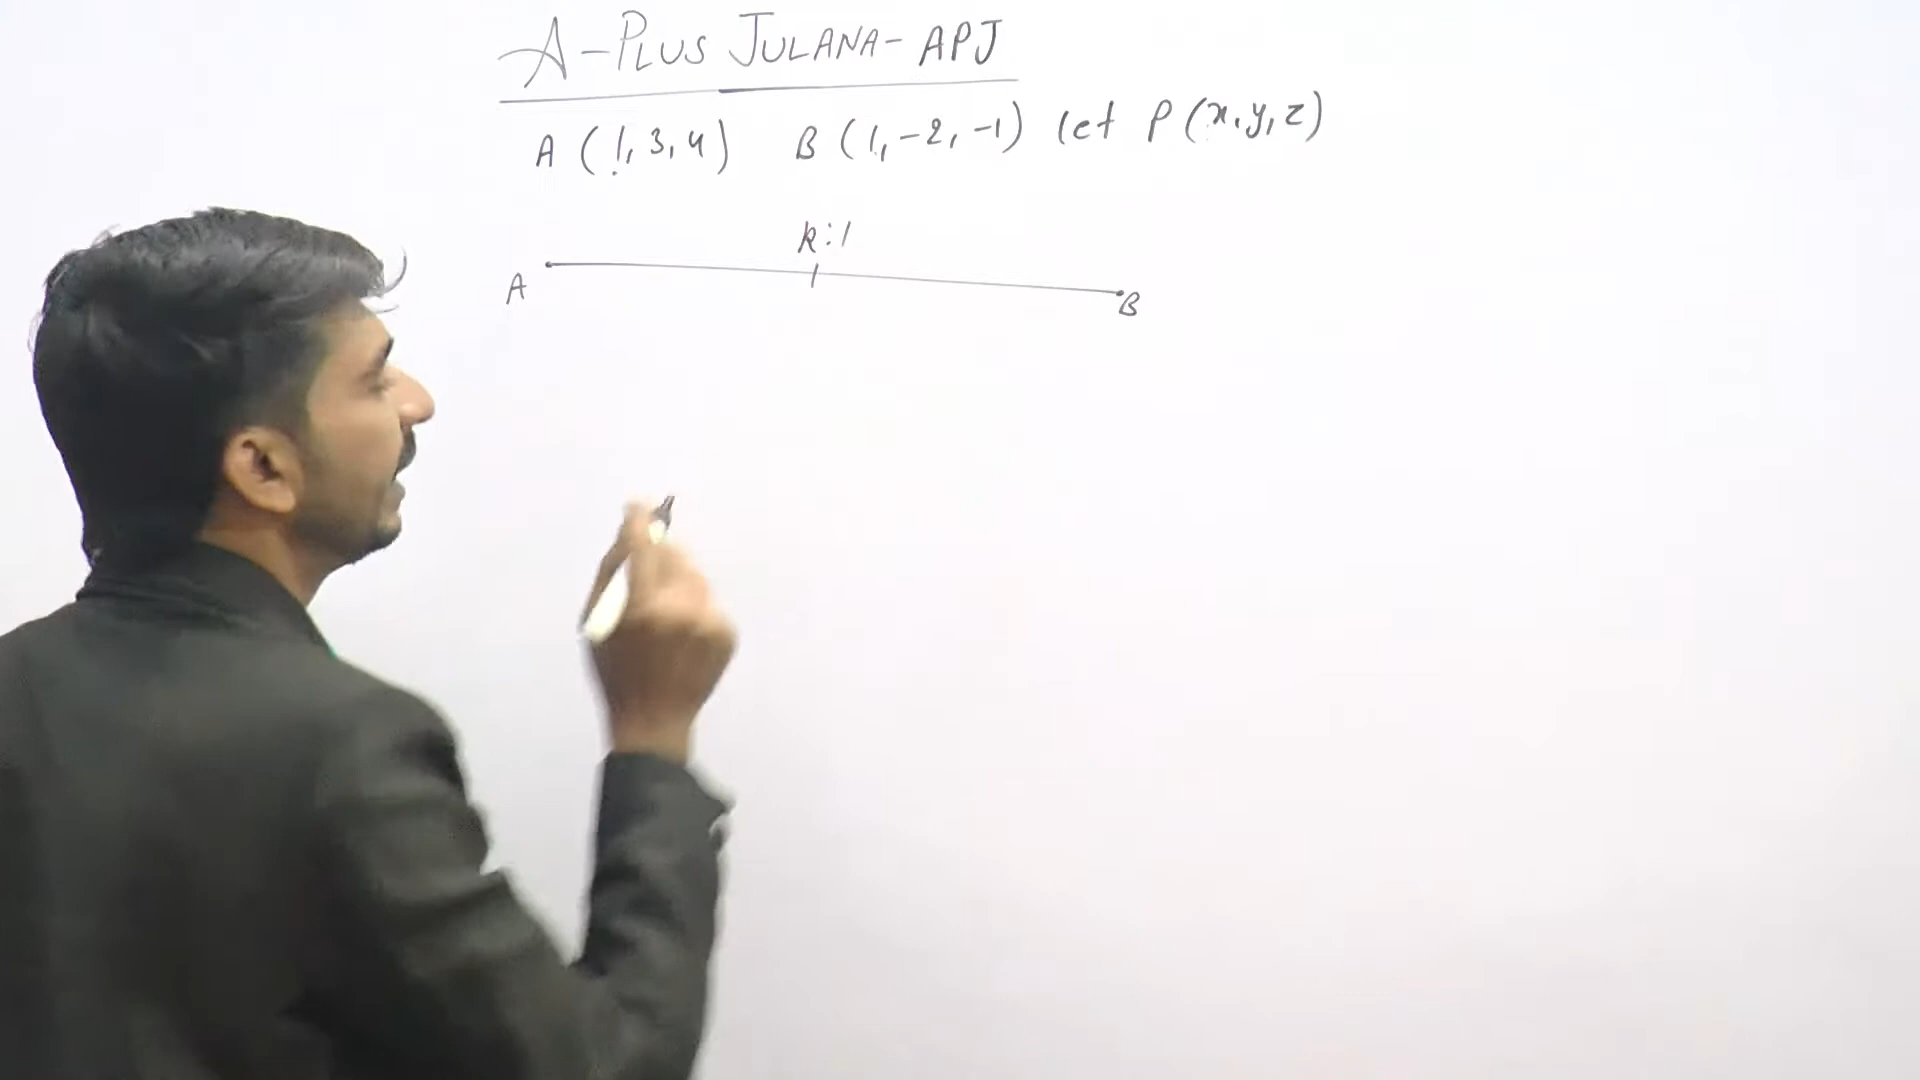 A-PLUS JULANA-APJ
A (1,3,4) B (1,-2,-1) let P(x,y,z)
k:1
A B